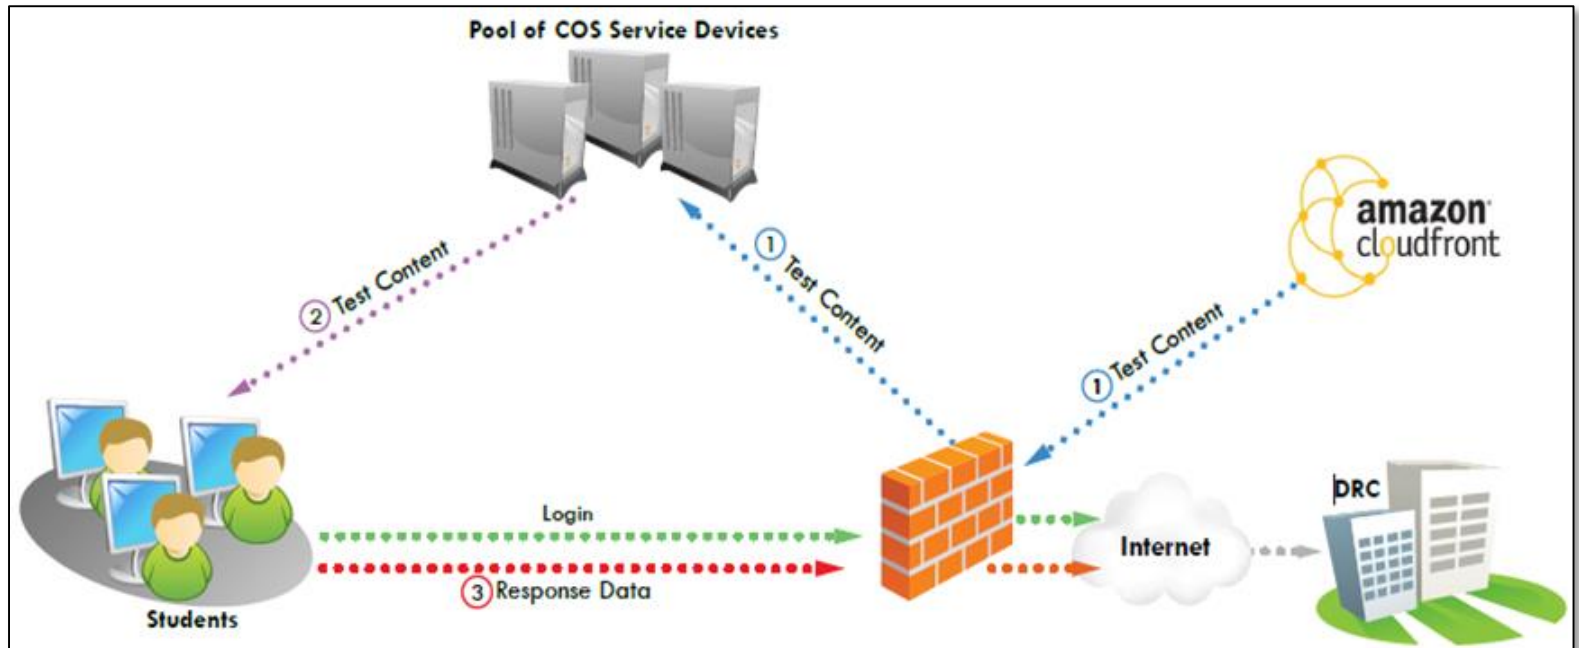 Pool of COS Service Devices
amazon
cloudfront
1 Test Content
1 Test Content
2 Test Content
DRC
Login
Internet
3 Response Data
Students